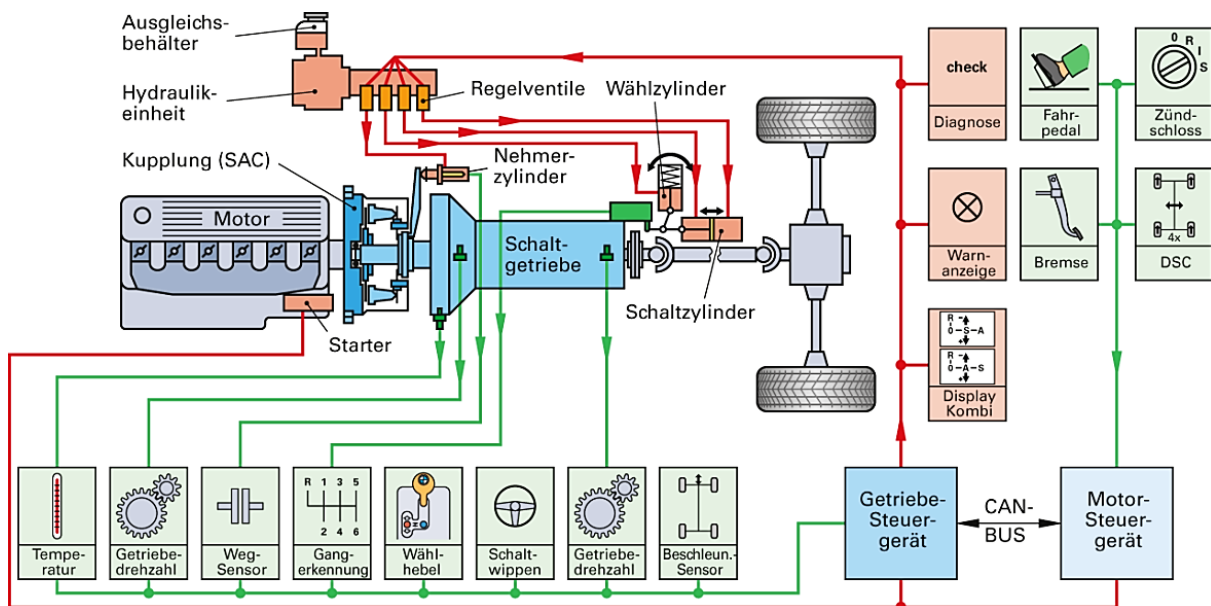 Ausgleichs-
behälter
Hydraulik-
einheit
Regelventile
Wählzylinder
Kupplung (SAC)
Nehmer-
zylinder
Motor
Schalt-
getriebe
Starter
Schaltzylinder
check
Diagnose
Fahr-
pedal
0 R I S
Zünd-
schloss
Warn-
anzeige
Bremse
4x
DSC
R -
0-S-A
+
R -
0-A-S
+
Display
Kombi
Tempe-
ratur
Getriebe-
drehzahl
Weg-
Sensor
R 1 3 5
2 4 6
Gang-
erkennung
Wähl-
hebel
Schalt-
wippen
Getriebe-
drehzahl
Beschleun.-
Sensor
Getriebe-
Steuer-
gerät
CAN-
BUS
Motor-
Steuer-
gerät